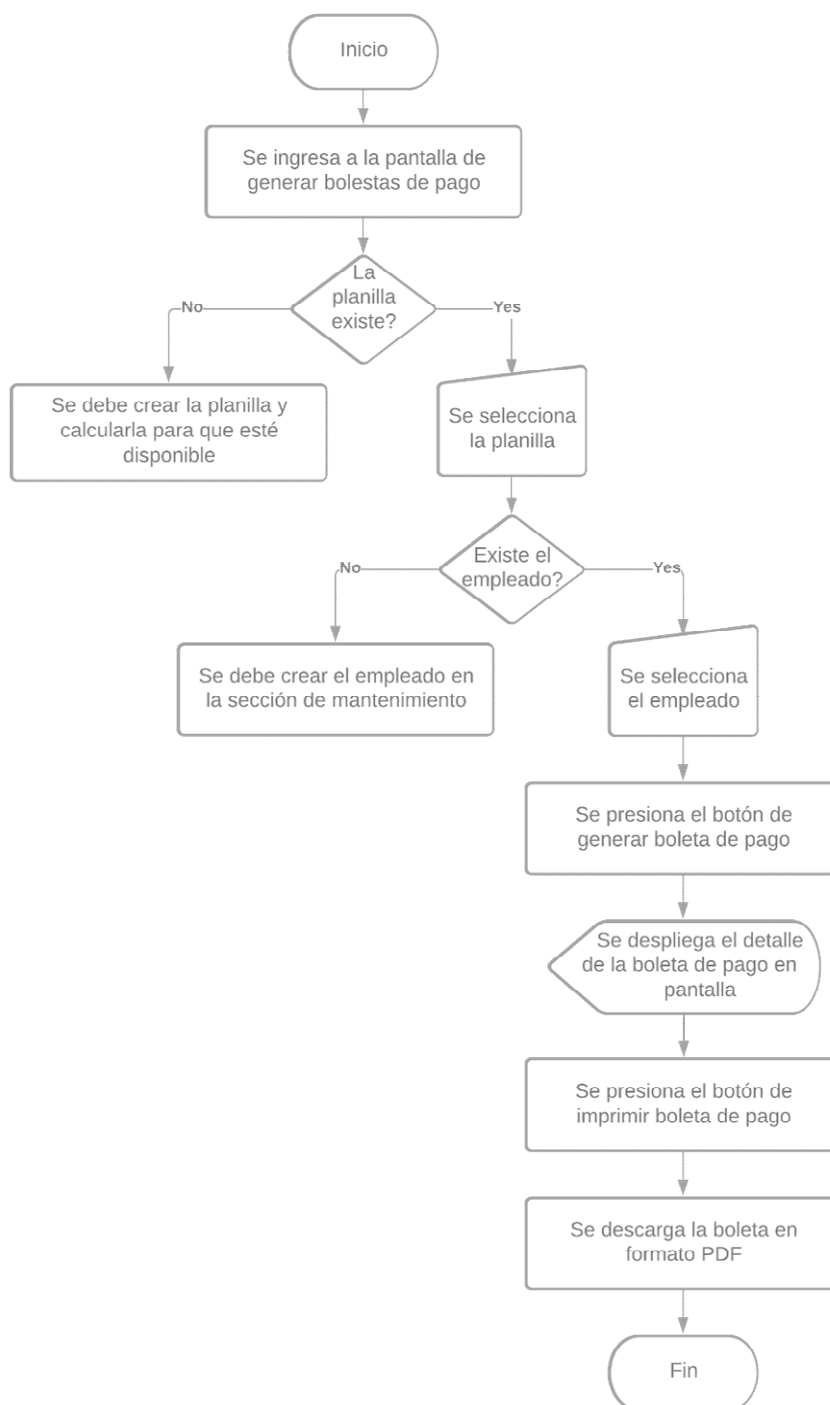 Inicio
Se ingresa a la pantalla de
generar bolestas de pago
La
planilla
existe?
No
Yes
Se debe crear la planilla y
calcularla para que esté
disponible
Se selecciona
la planilla
Existe el
empleado?
No
Yes
Se debe crear el empleado en
la sección de mantenimiento
Se selecciona
el empleado
Se presiona el botón de
generar boleta de pago
Se despliega el detalle
de la boleta de pago en
pantalla
Se presiona el botón de
imprimir boleta de pago
Se descarga la boleta en
formato PDF
Fin